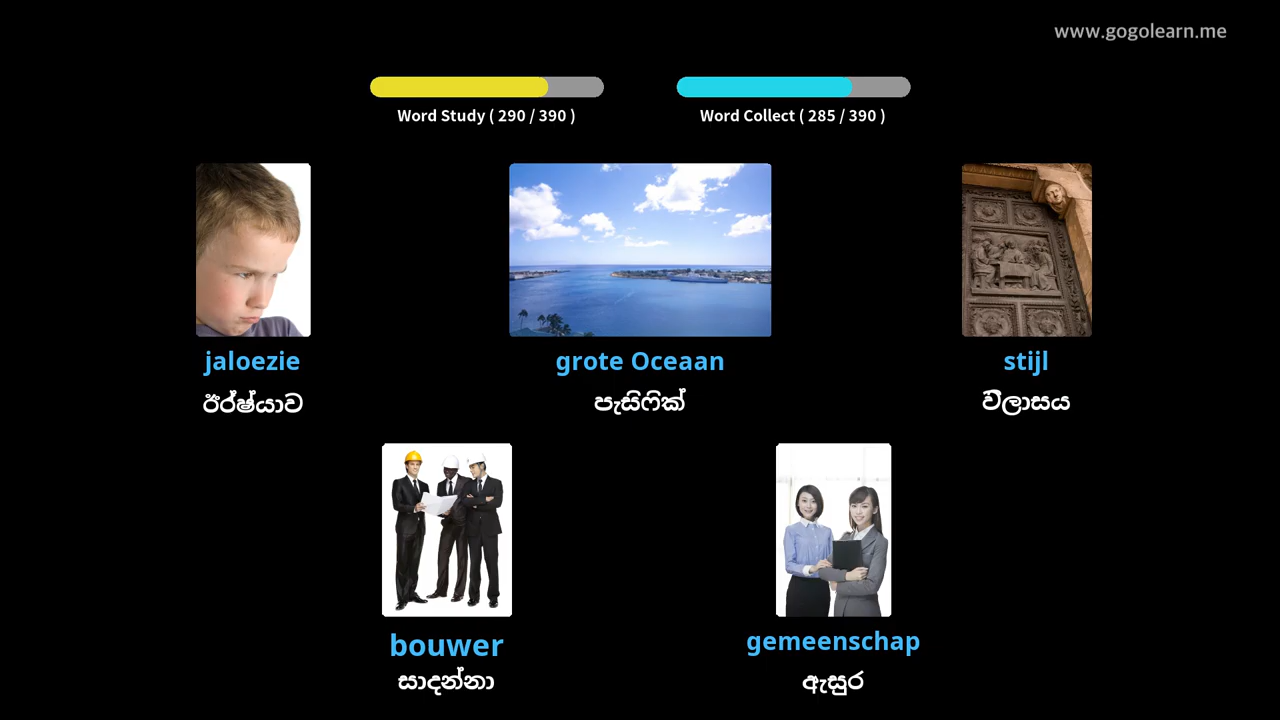 www.gogolearn.me
Word Study ( 290 / 390 )
Word Collect ( 285 / 390 )
jaloezie
ඊර්ෂ්යාව
grote Oceaan
පැසිෆික්
stijl
විලාසය
bouwer
සාදන්නා
gemeenschap
ඇසුර